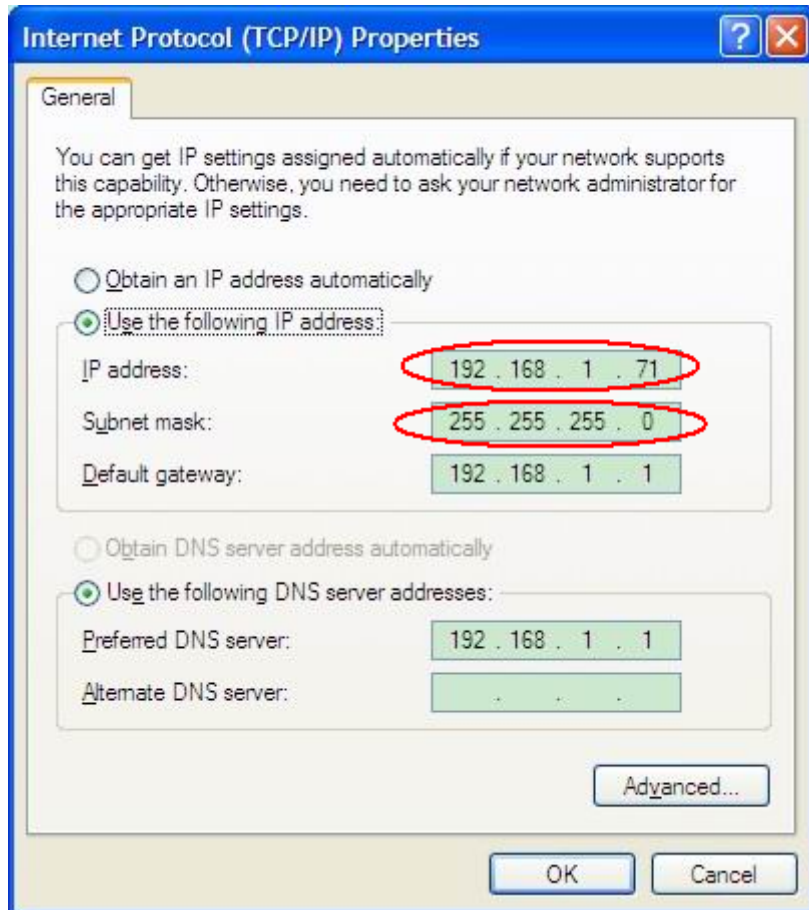 Internet Protocol (TCP/IP) Properties
General
You can get IP settings assigned automatically if your network supports
this capability. Otherwise, you need to ask your network administrator for
the appropriate IP settings.
Obtain an IP address automatically
Use the following IP address:
IP address: 192 . 168 . 1 . 71
Subnet mask: 255 . 255 . 255 . 0
Default gateway: 192 . 168 . 1 . 1
Obtain DNS server address automatically
Use the following DNS server addresses:
Preferred DNS server: 192 . 168 . 1 . 1
Alternate DNS server: . . .
Advanced...
OK Cancel